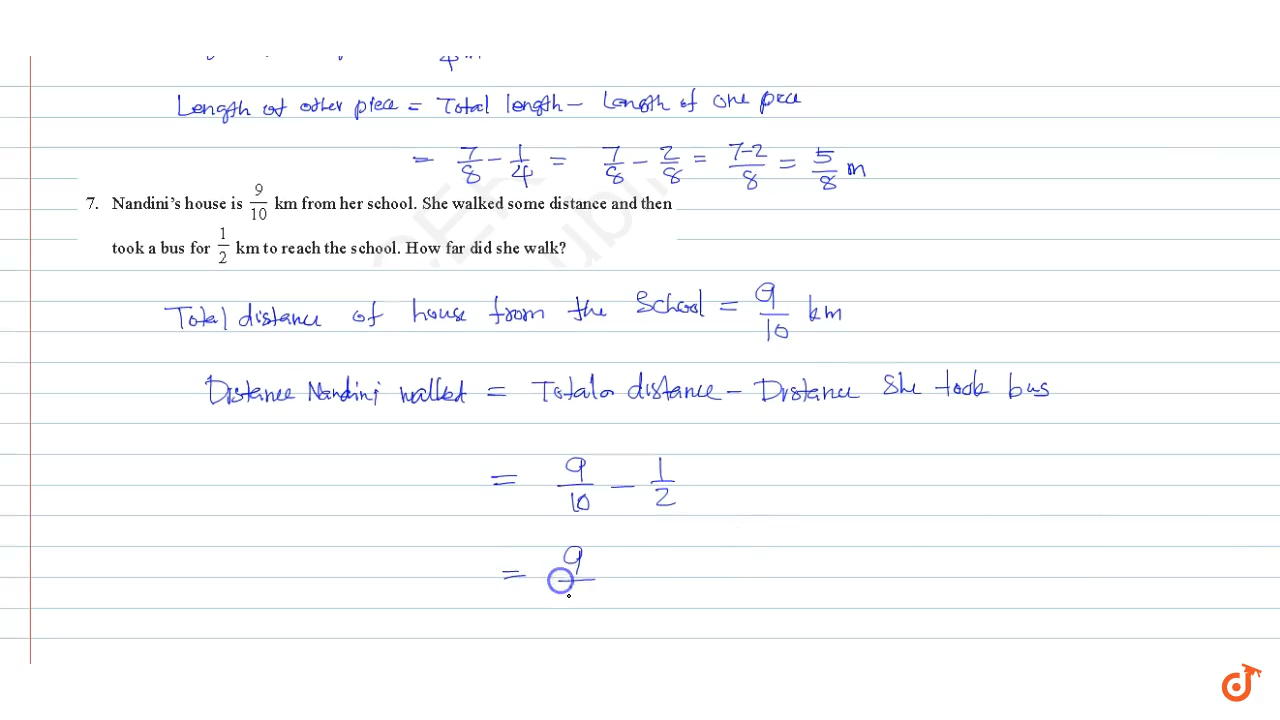 Length of other piece = Total length - Length of one piece
= 7/8 - 1/4 = 7/8 - 2/8 = 7-2/8 = 5/8 m
7. Nandini's house is 9/10 km from her school. She walked some distance and then
took a bus for 1/2 km to reach the school. How far did she walk?
Total distance of house from the School = 9/10 km
Distance Nandini walked = Total distance - Distance She took bus
= 9/10 - 1/2
= 9